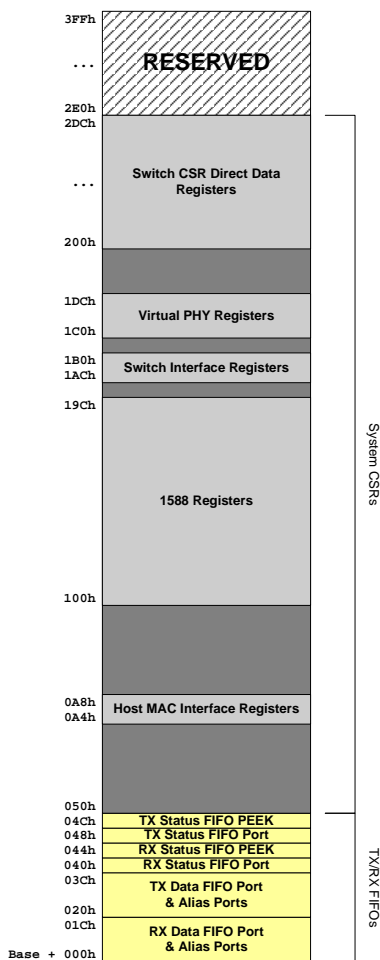 3FFh
...
RESERVED
2E0h
2DCh
...
Switch CSR Direct Data
Registers
200h
1DCh
Virtual PHY Registers
1C0h
1B0h
Switch Interface Registers
1ACh
19Ch
System CSRs
1588 Registers
100h
0A8h
Host MAC Interface Registers
0A4h
050h
04Ch
TX Status FIFO PEEK
048h
TX Status FIFO Port
044h
RX Status FIFO PEEK
040h
RX Status FIFO Port
03Ch
TX Data FIFO Port
& Alias Ports
020h
TX/RX FIFOs
01Ch
RX Data FIFO Port
& Alias Ports
Base + 000h